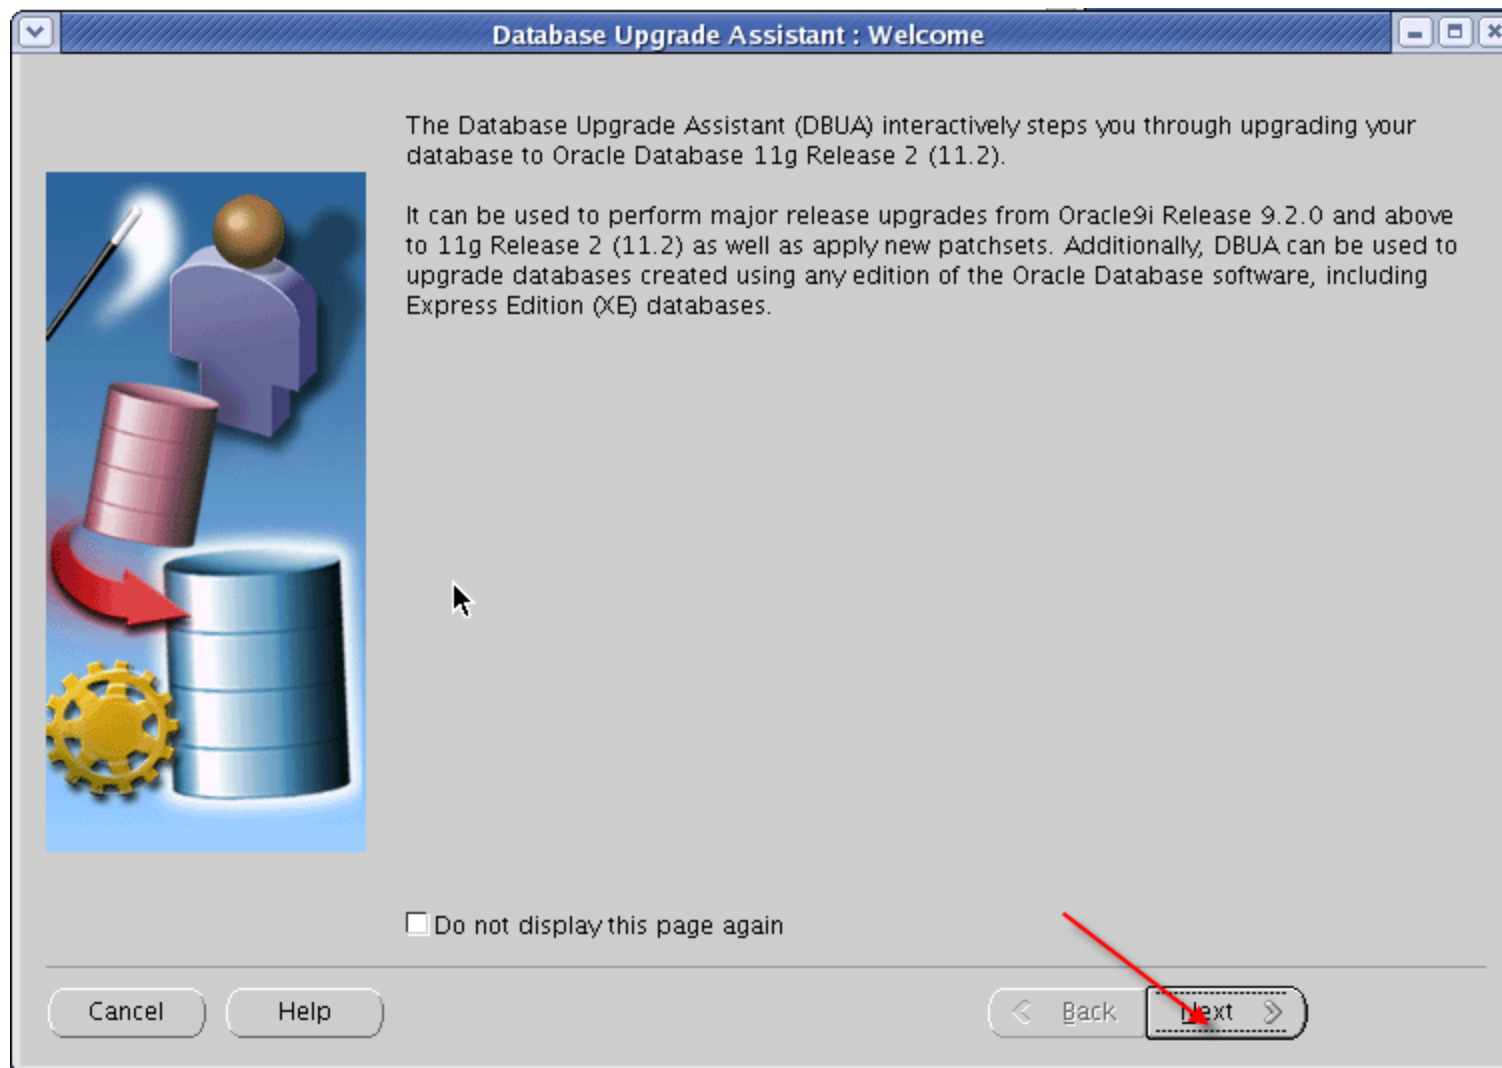 Database Upgrade Assistant : Welcome
The Database Upgrade Assistant (DBUA) interactively steps you through upgrading your
database to Oracle Database 11g Release 2 (11.2).
It can be used to perform major release upgrades from Oracle9i Release 9.2.0 and above
to 11g Release 2 (11.2) as well as apply new patchsets. Additionally, DBUA can be used to
upgrade databases created using any edition of the Oracle Database software, including
Express Edition (XE) databases.
Do not display this page again
Cancel Help Back Next